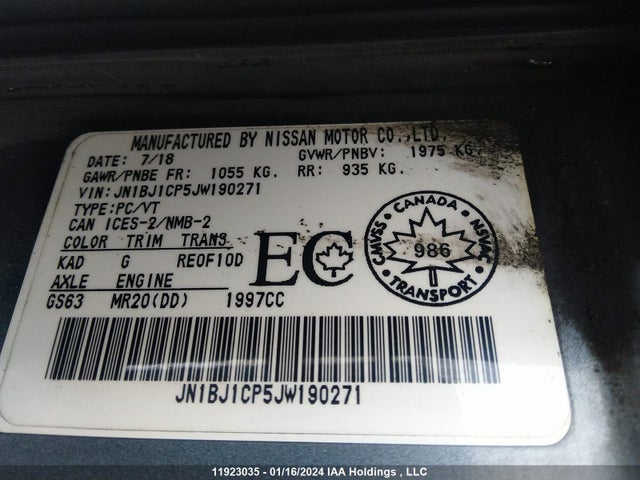 MANUFACTURED BY NISSAN MOTOR CO.,LTD.
DATE: 7/18 GVWR/PNBV: 1975 KG.
GAWR/PNBE FR: 1055 KG. RR: 935 KG.
VIN:JN1BJ1CP5JW190271
TYPE:PC/VT
CAN ICES-2/NMB-2
COLOR TRIM TRANS
KAD G RE0F10D
AXLE ENGINE
GS63 MR20(DD) 1997CC
EC
CANADA
CMVSS
NSVAC
986
TRANSPORT
JN1BJ1CP5JW190271
11923035 - 01/16/2024 IAA Holdings , LLC